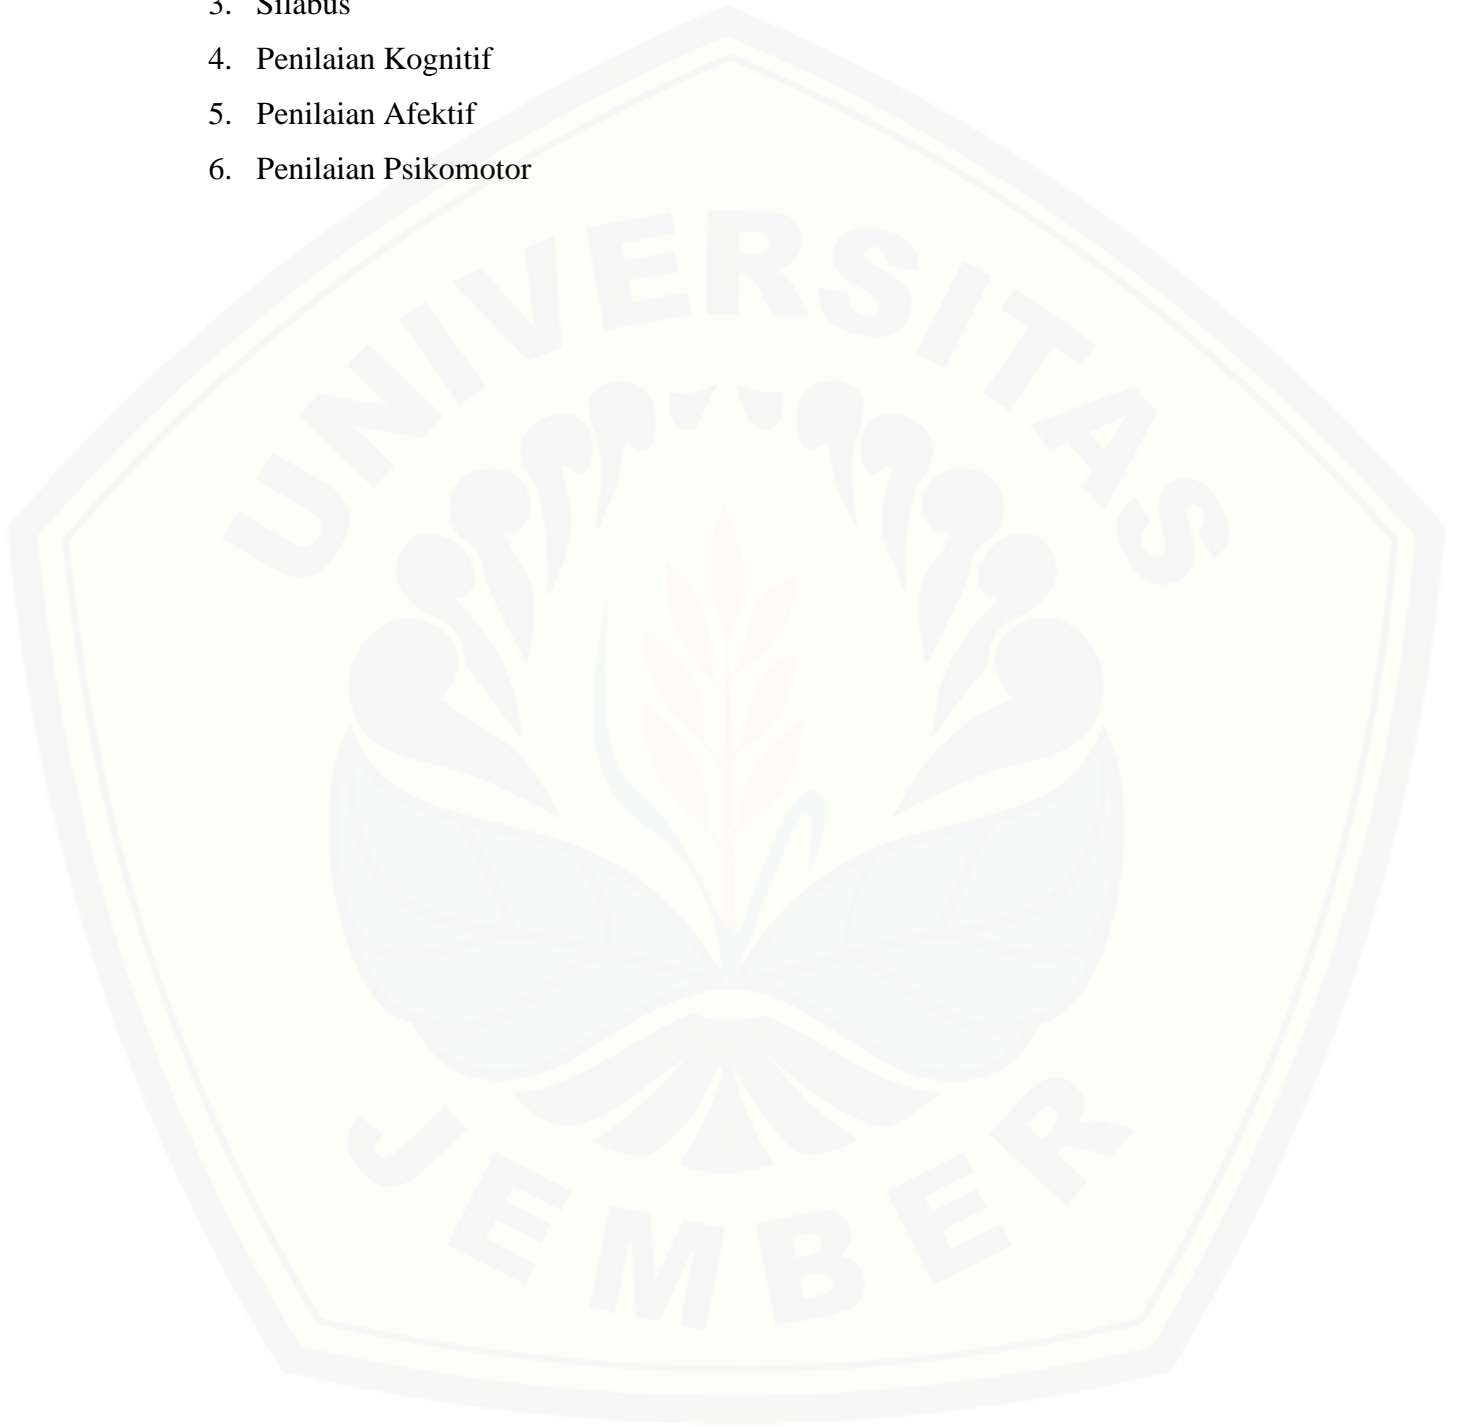 3. Silabus
4. Penilaian Kognitif
5. Penilaian Afektif
6. Penilaian Psikomotor
UNIVERSITAS
JEMBER